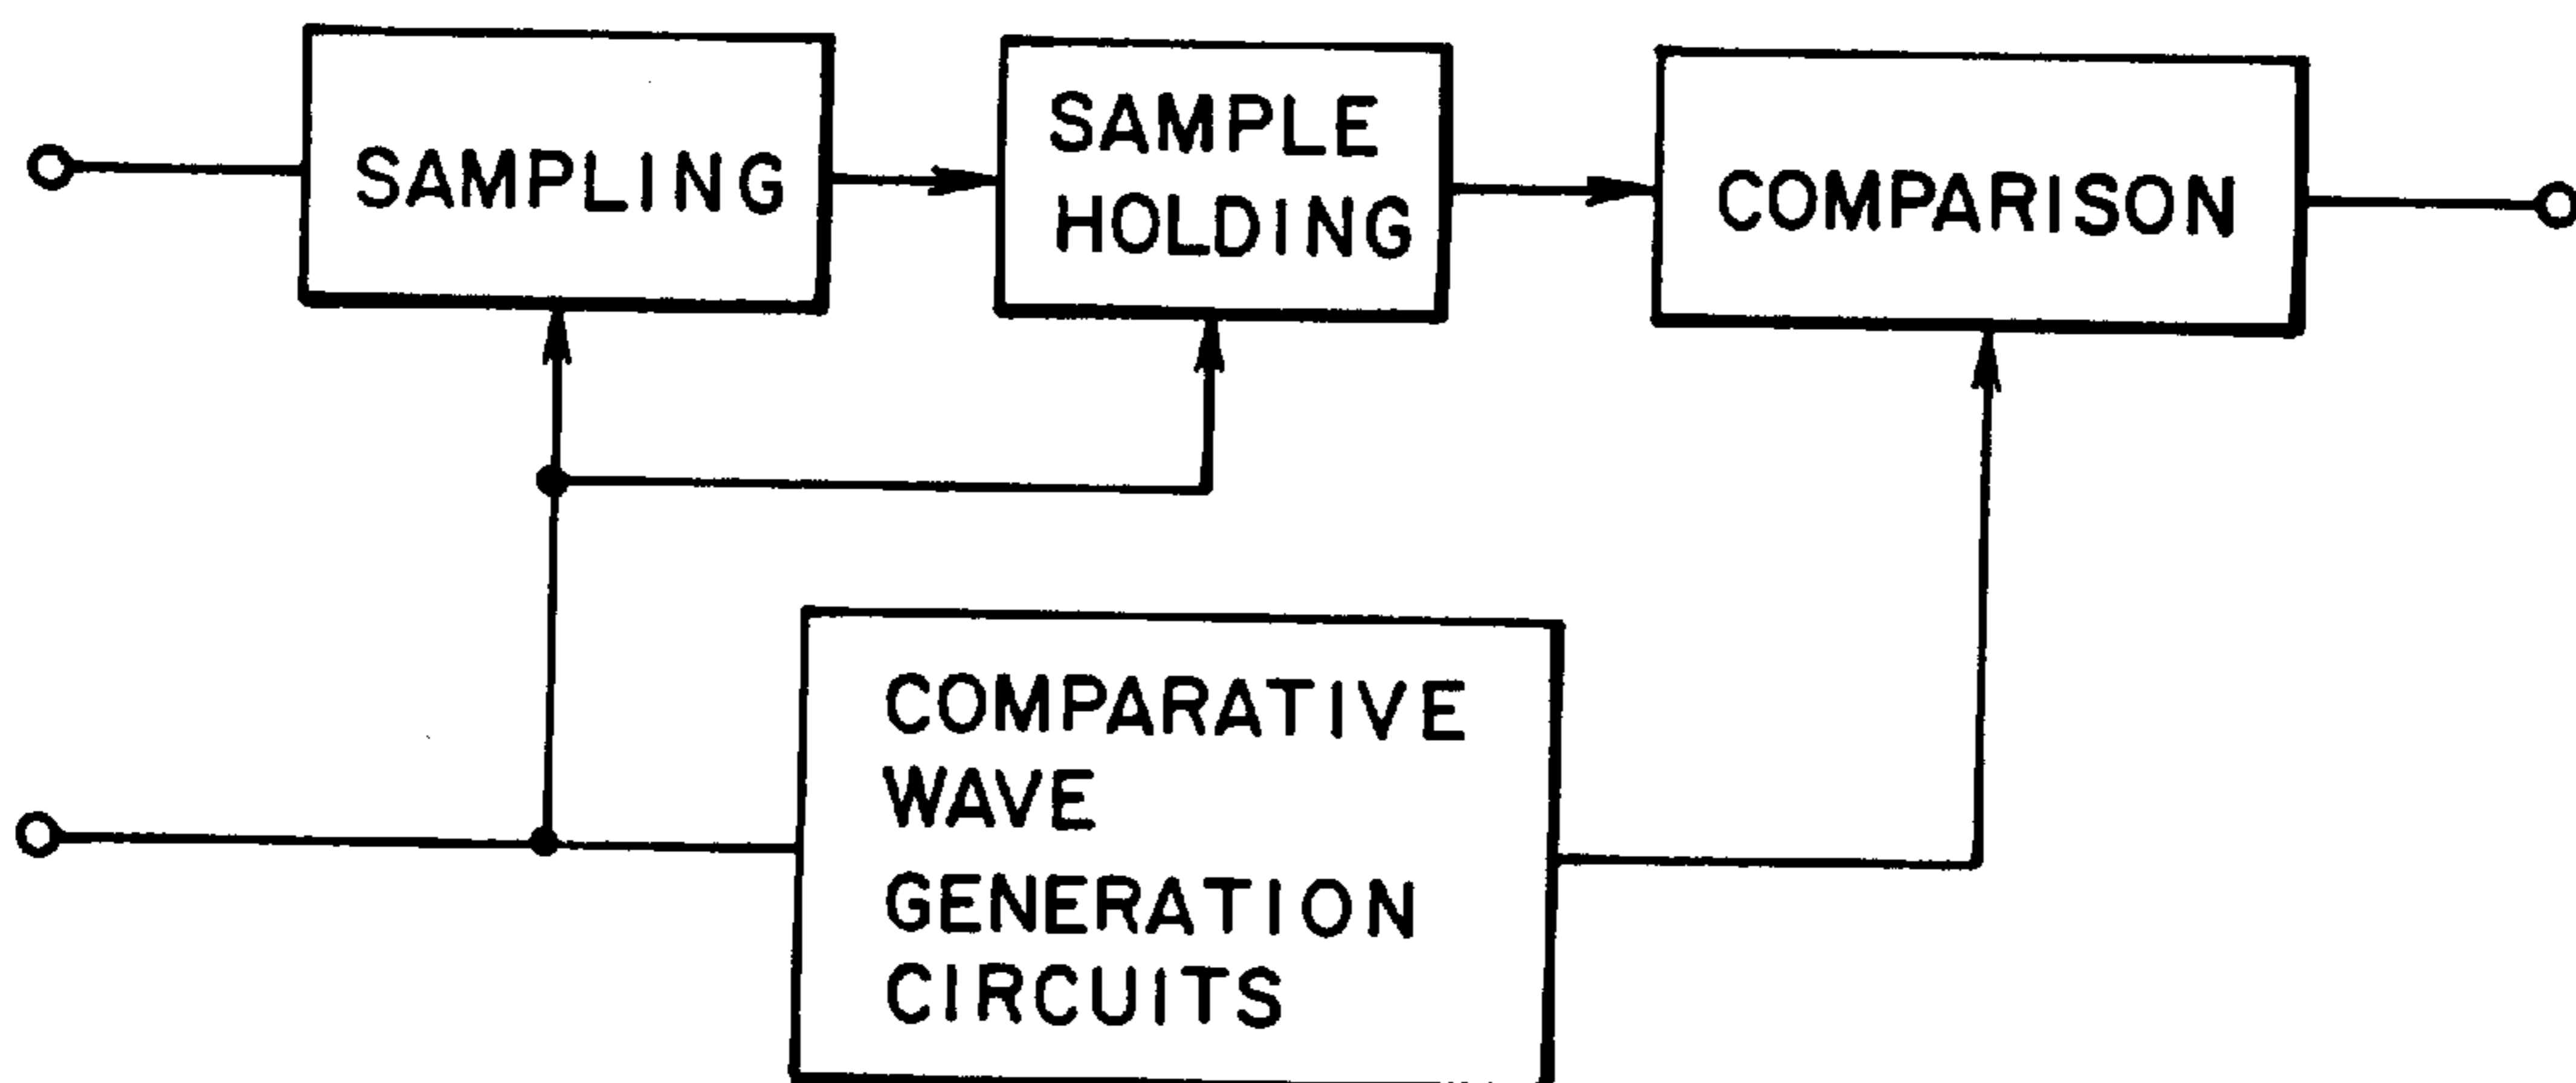 SAMPLING
SAMPLE
HOLDING
COMPARISON
COMPARATIVE
WAVE
GENERATION
CIRCUITS